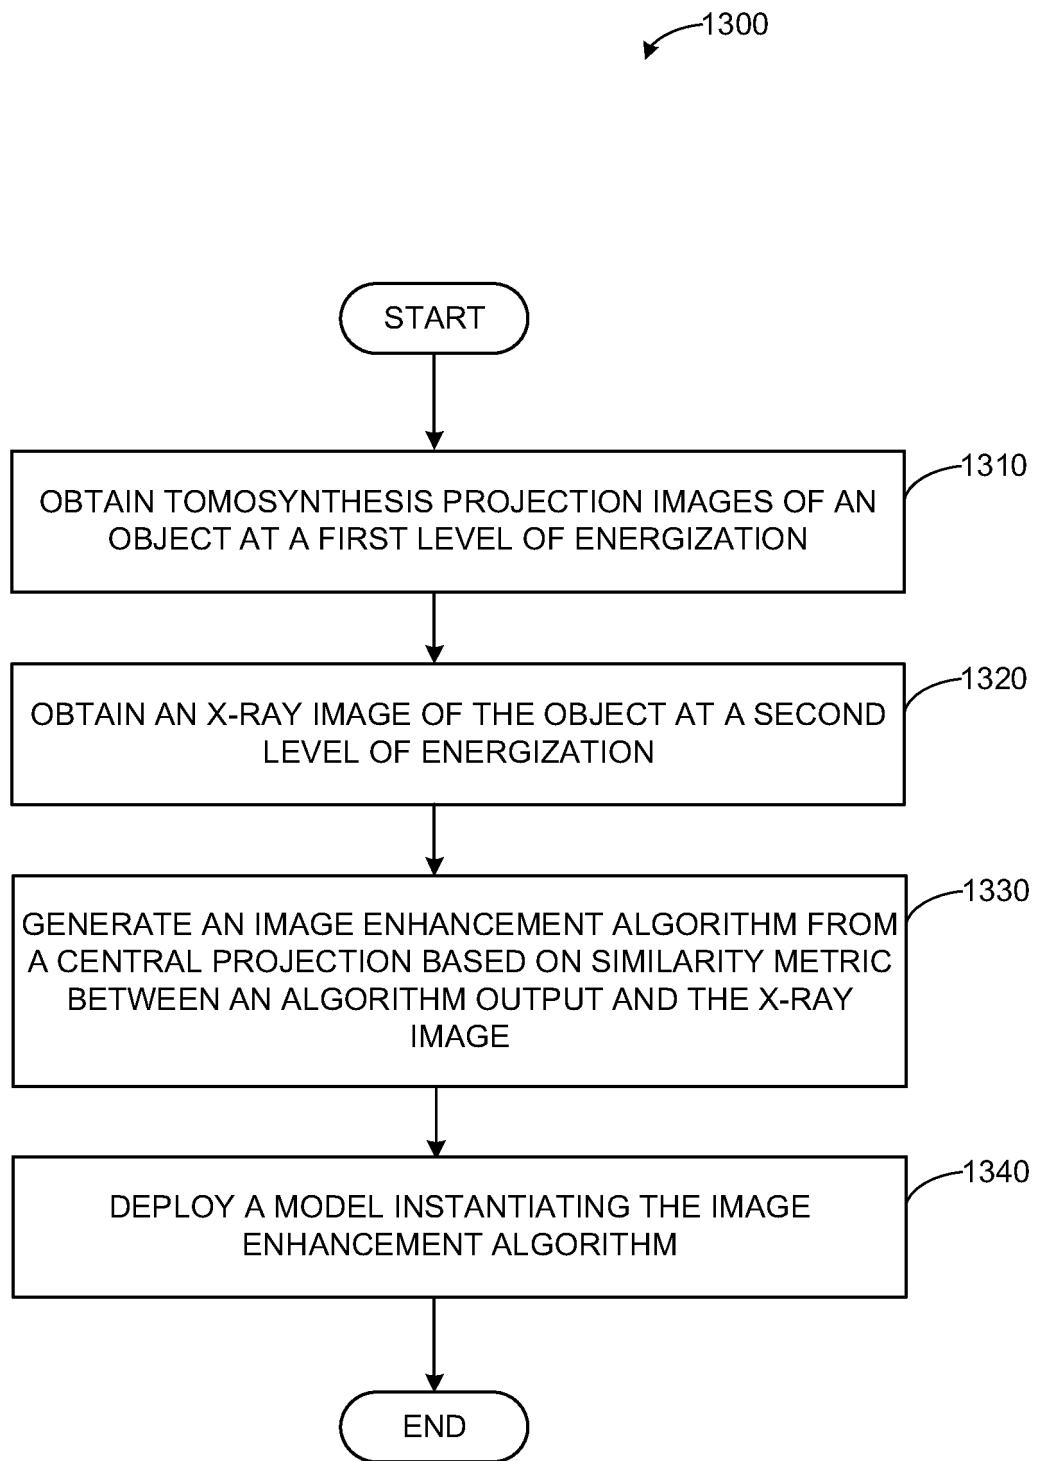 1300
START
1310
OBTAIN TOMOSYNTHESIS PROJECTION IMAGES OF AN
OBJECT AT A FIRST LEVEL OF ENERGIZATION
1320
OBTAIN AN X-RAY IMAGE OF THE OBJECT AT A SECOND
LEVEL OF ENERGIZATION
1330
GENERATE AN IMAGE ENHANCEMENT ALGORITHM FROM
A CENTRAL PROJECTION BASED ON SIMILARITY METRIC
BETWEEN AN ALGORITHM OUTPUT AND THE X-RAY
IMAGE
1340
DEPLOY A MODEL INSTANTIATING THE IMAGE
ENHANCEMENT ALGORITHM
END